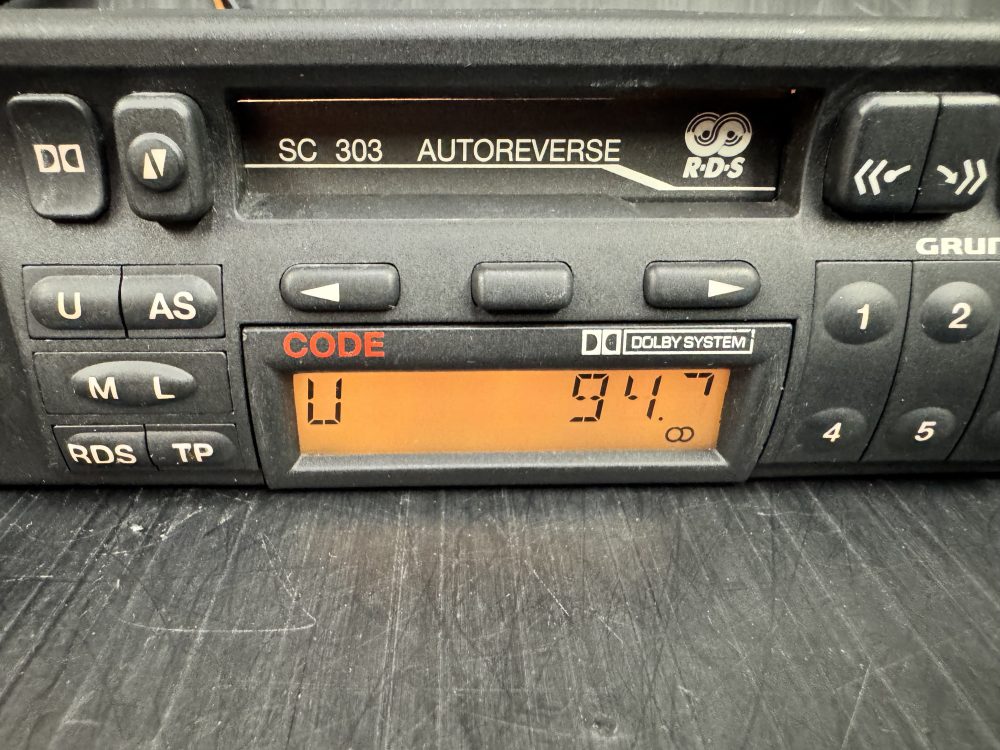 SC 303 AUTOREVERSE
R·D·S
GRUN
U AS
1 2
CODE
DOLBY SYSTEM
M L
U 94.7
4 5
RDS TP